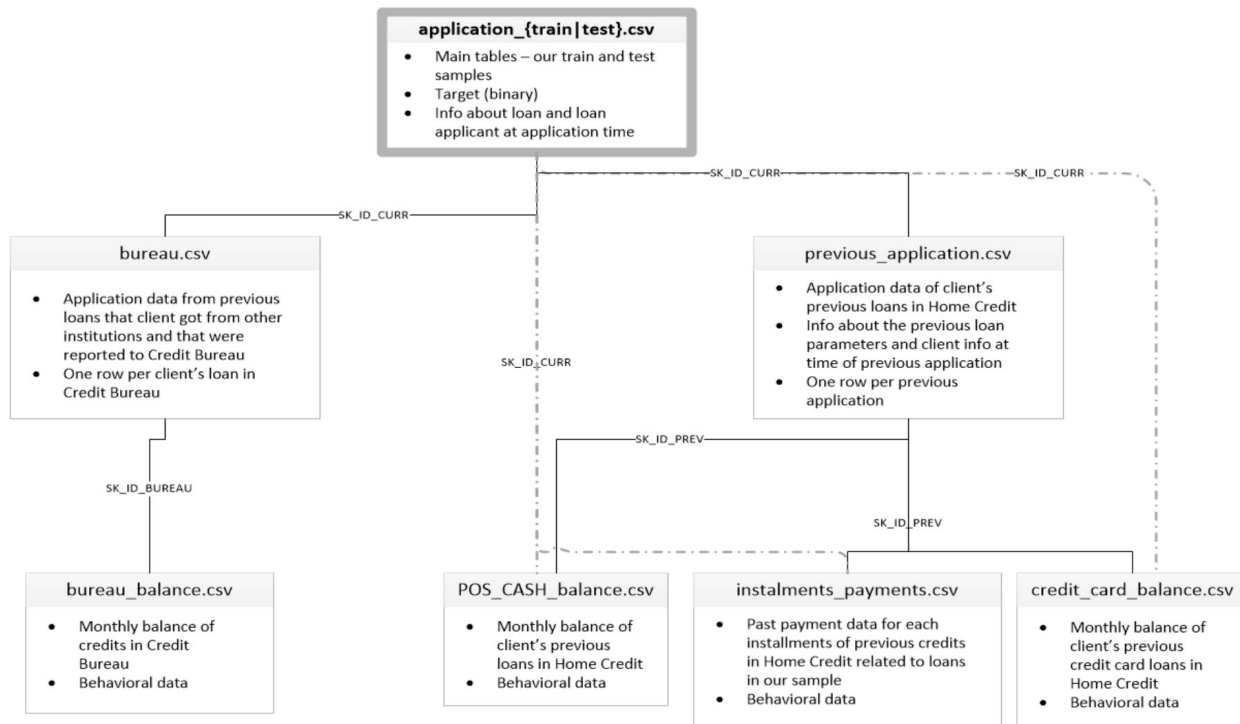 application_{train|test}.csv
• Main tables – our train and test
samples
• Target (binary)
• Info about loan and loan
applicant at application time
SK_ID_CURR
SK_ID_CURR
SK_ID_CURR
bureau.csv
• Application data from previous
loans that client got from other
institutions and that were
reported to Credit Bureau
• One row per client's loan in
Credit Bureau
SK_ID_CURR
previous_application.csv
• Application data of client's
previous loans in Home Credit
• Info about the previous loan
parameters and client info at
time of previous application
• One row per previous
application
SK_ID_PREV
SK_ID_BUREAU
SK_ID_PREV
bureau_balance.csv
• Monthly balance of
credits in Credit
Bureau
• Behavioral data
POS_CASH_balance.csv
• Monthly balance of
client's previous
loans in Home Credit
• Behavioral data
instalments_payments.csv
• Past payment data for each
installments of previous credits
in Home Credit related to loans
in our sample
• Behavioral data
credit_card_balance.csv
• Monthly balance of
client's previous
credit card loans in
Home Credit
• Behavioral data